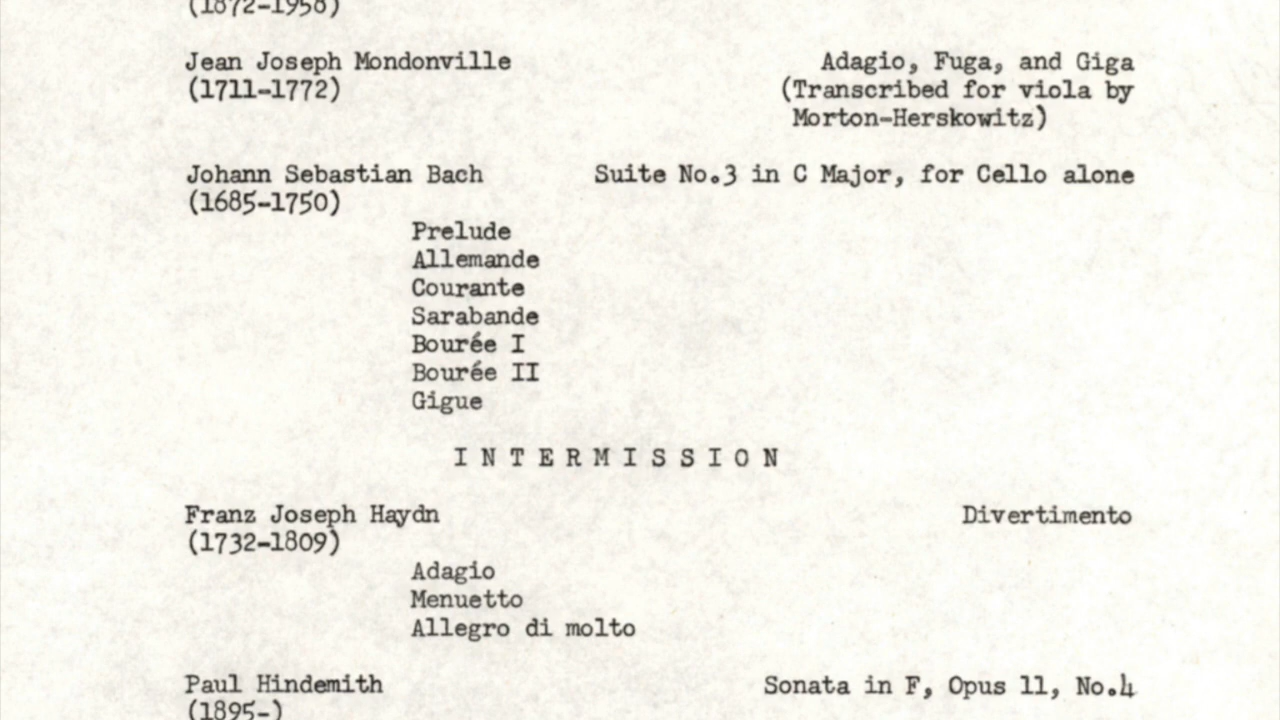 (1872-1958)
Jean Joseph Mondonville Adagio, Fuga, and Giga
(1711-1772) (Transcribed for viola by
Morton-Herskowitz)
Johann Sebastian Bach Suite No.3 in C Major, for Cello alone
(1685-1750)
Prelude
Allemande
Courante
Sarabande
Bourée I
Bourée II
Gigue
I N T E R M I S S I O N
Franz Joseph Haydn Divertimento
(1732-1809)
Adagio
Menuetto
Allegro di molto
Paul Hindemith Sonata in F, Opus 11, No.4
(1895-)